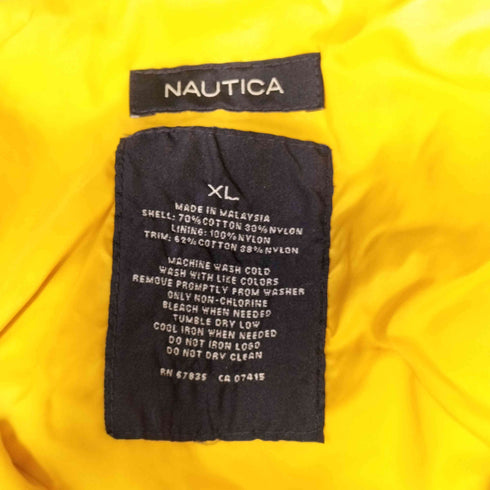 NAUTICA
XL
MADE IN MALAYSIA
SHELL: 70% COTTON 30% NYLON
LINING: 100% NYLON
TRIM: 62% COTTON 38% NYLON
MACHINE WASH COLD
WASH WITH LIKE COLORS
REMOVE PROMPTLY FROM WASHER
ONLY NON-CHLORINE
BLEACH WHEN NEEDED
TUMBLE DRY LOW
COOL IRON WHEN NEEDED
DO NOT IRON LOGO
DO NOT DRY CLEAN
RN 67835 CA 07415